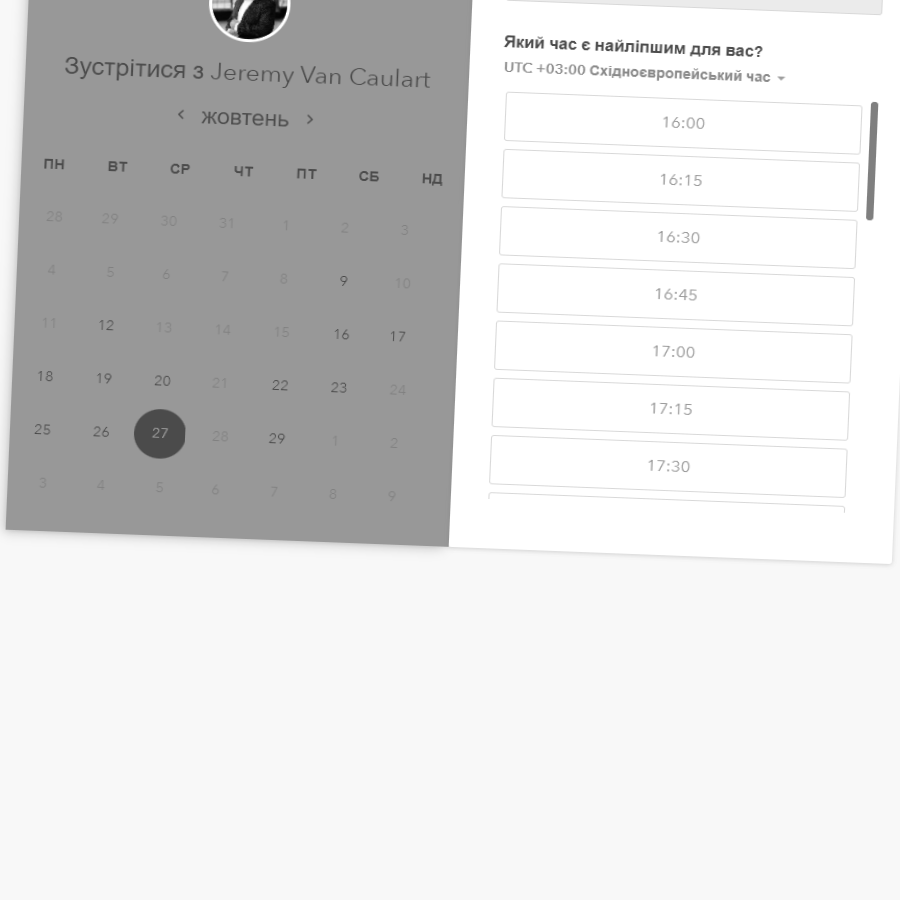 Зустрітися з Jeremy Van Caulart
жовтень
ПН ВТ СР ЧТ ПТ СБ НД
28 29 30 31 1 2 3
4 5 6 7 8 9 10
11 12 13 14 15 16 17
18 19 20 21 22 23 24
25 26 27 28 29 1 2
3 4 5 6 7 8 9
Який час є найліпшим для вас?
UTC +03:00 Східноєвропейський час
16:00
16:15
16:30
16:45
17:00
17:15
17:30